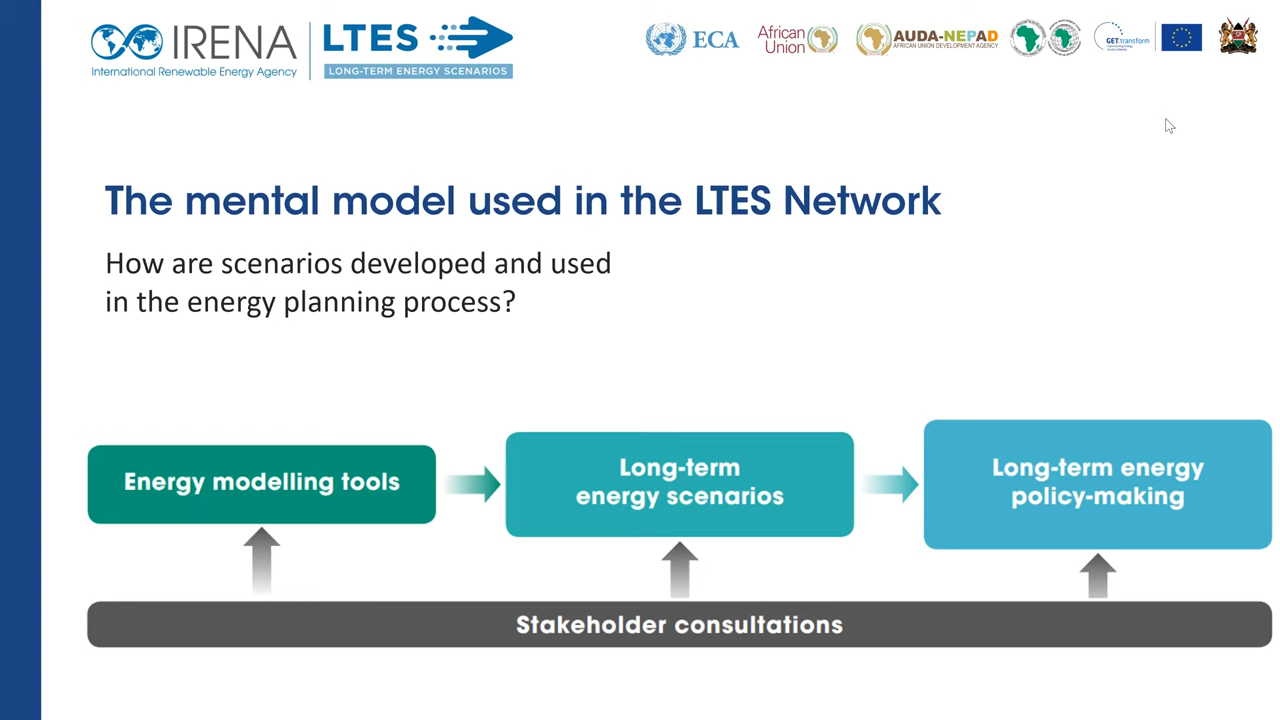 IRENA
International Renewable Energy Agency
LTES
LONG-TERM ENERGY SCENARIOS
ECA
African
Union
AUDA-NEPAD
AFRICAN UNION DEVELOPMENT AGENCY
GET.transform
The mental model used in the LTES Network
How are scenarios developed and used
in the energy planning process?
Energy modelling tools
Long-term
energy scenarios
Long-term energy
policy-making
Stakeholder consultations